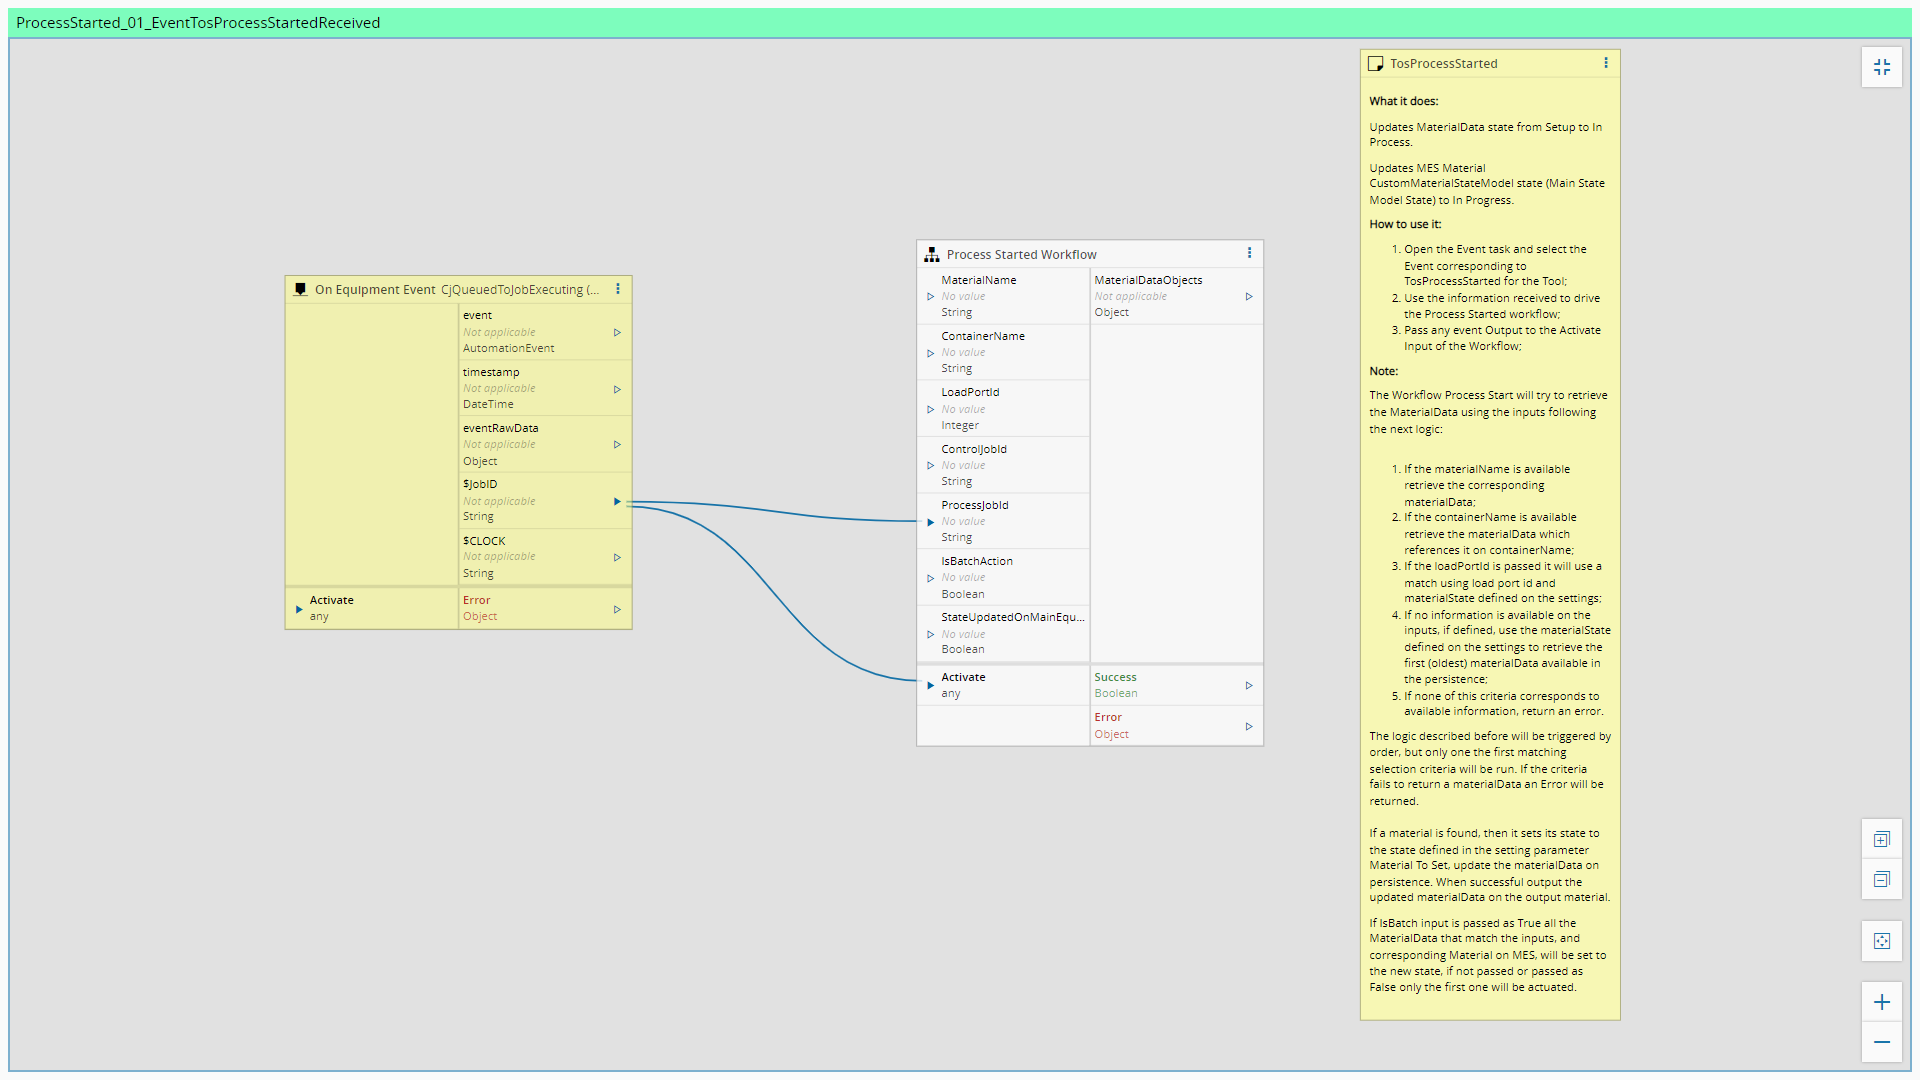 ProcessStarted_01_EventTosProcessStartedReceived
On Equipment Event CjQueuedToJobExecuting (...
event
Not applicable
AutomationEvent
timestamp
Not applicable
DateTime
eventRawData
Not applicable
Object
$JobID
Not applicable
String
$CLOCK
Not applicable
String
Activate
any
Error
Object
Process Started Workflow
MaterialName
No value
String
ContainerName
No value
String
LoadPortId
No value
Integer
ControlJobId
No value
String
ProcessJobId
No value
String
IsBatchAction
No value
Boolean
StateUpdatedOnMainEqu...
No value
Boolean
MaterialDataObjects
Not applicable
Object
Activate
any
Success
Boolean
Error
Object
TosProcessStarted
What it does:
Updates MaterialData state from Setup to In
Process.
Updates MES Material
CustomMaterialStateModel state (Main State
Model State) to In Progress.
How to use it:
1. Open the Event task and select the
Event corresponding to
TosProcessStarted for the Tool;
2. Use the information received to drive
the Process Started workflow;
3. Pass any event Output to the Activate
Input of the Workflow;
Note:
The Workflow Process Start will try to retrieve
the MaterialData using the inputs following
the next logic:
1. If the materialName is available
retrieve the corresponding
materialData;
2. If the containerName is available
retrieve the materialData which
references it on containerName;
3. If the loadPortId is passed it will use a
match using load port id and
materialState defined on the settings;
4. If no information is available on the
inputs, if defined, use the materialState
defined on the settings to retrieve the
first (oldest) materialData available in
the persistence;
5. If none of this criteria corresponds to
available information, return an error.
The logic described before will be triggered by
order, but only one the first matching
selection criteria will be run. If the criteria
fails to return a materialData an Error will be
returned.
If a material is found, then it sets its state to
the state defined in the setting parameter
Material To Set, update the materialData on
persistence. When successful output the
updated materialData on the output material.
If IsBatch input is passed as True all the
MaterialData that match the inputs, and
corresponding Material on MES, will be set to
the new state, if not passed or passed as
False only the first one will be actuated.